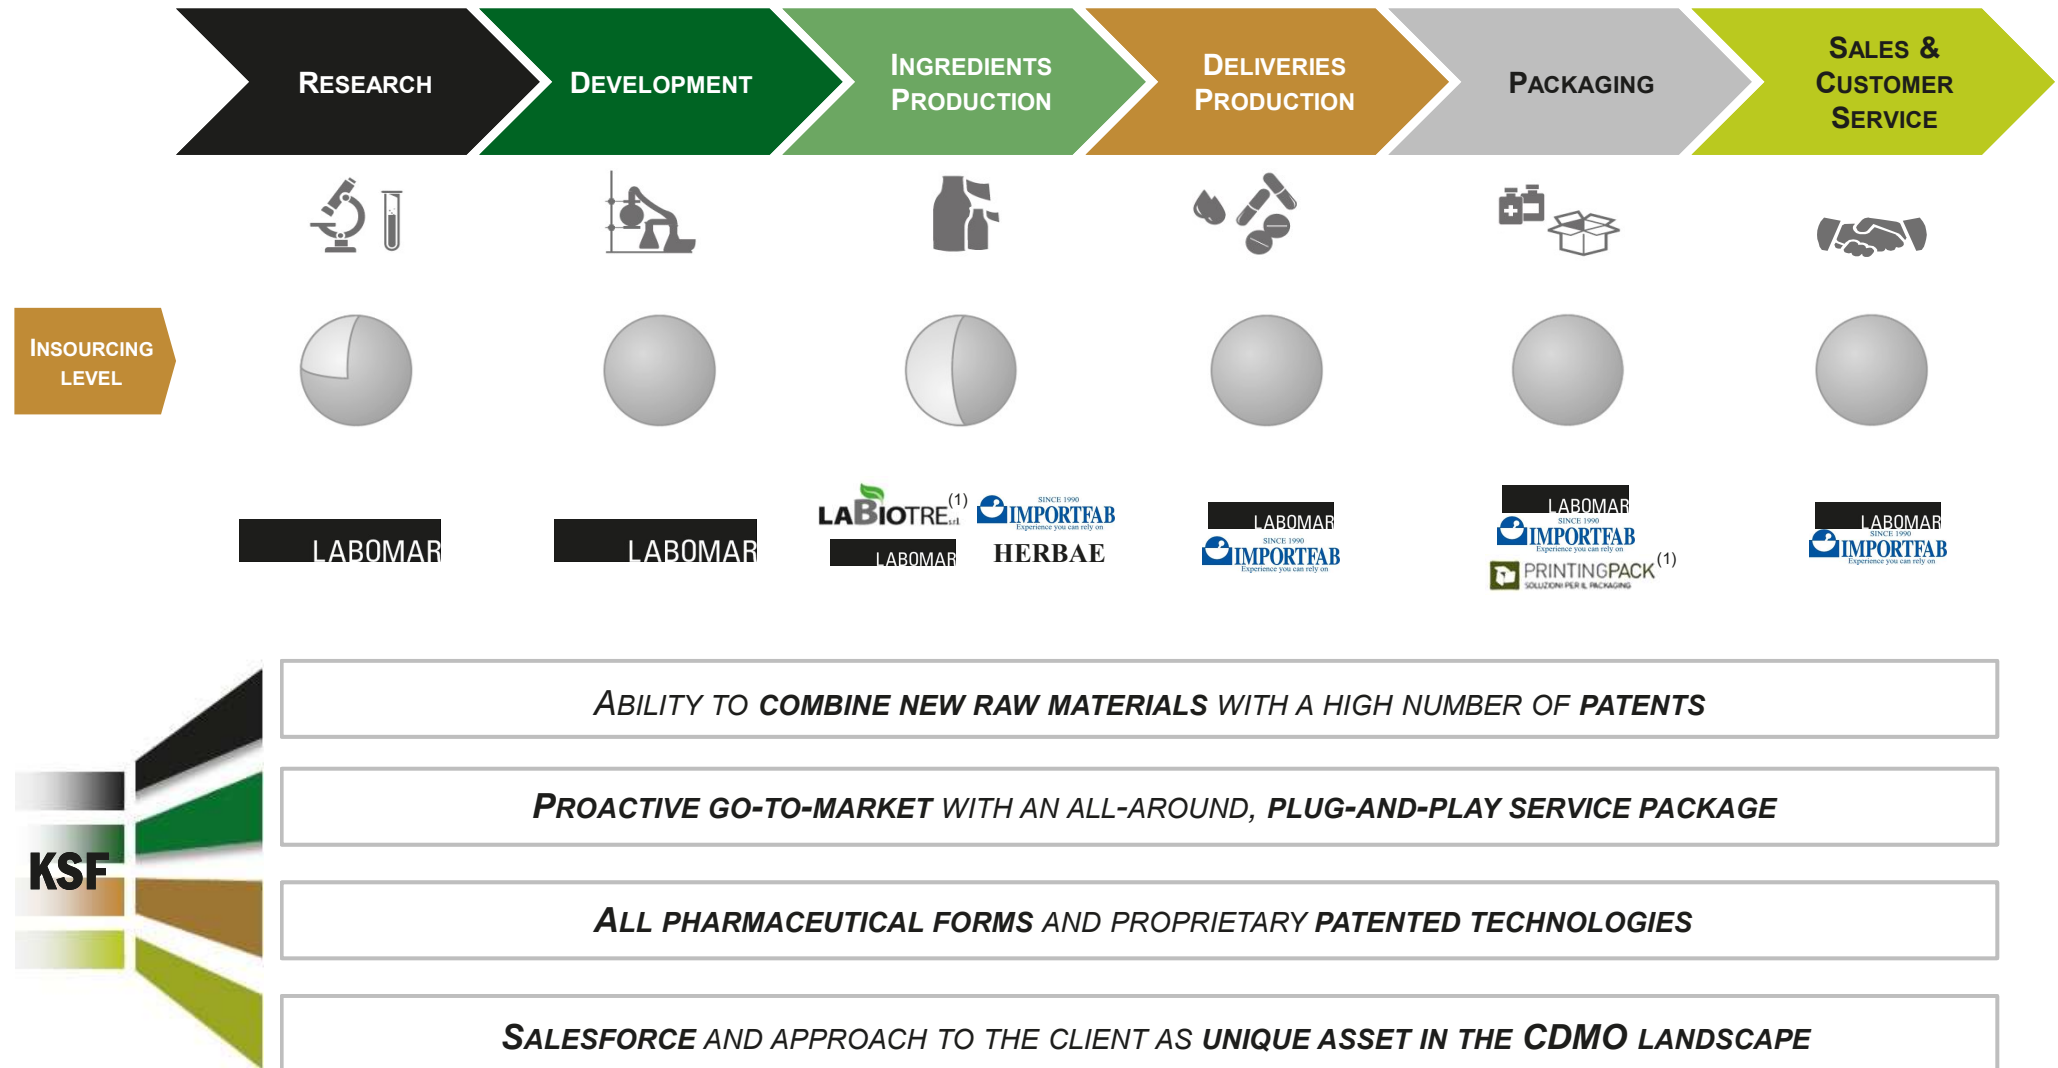 RESEARCH
DEVELOPMENT
INGREDIENTS
PRODUCTION
DELIVERIES
PRODUCTION
PACKAGING
SALES &
CUSTOMER
SERVICE
INSOURCING
LEVEL
LABOMAR
LABOMAR
LABIOTRE s.r.l. (1)
SINCE 1990
IMPORTFAB
Experience you can rely on
LABOMAR
HERBAE
LABOMAR
SINCE 1990
IMPORTFAB
Experience you can rely on
LABOMAR
SINCE 1990
IMPORTFAB
Experience you can rely on
PRINTINGPACK (1)
SOLUZIONI PER IL PACKAGING
LABOMAR
SINCE 1990
IMPORTFAB
Experience you can rely on
KSF
ABILITY TO COMBINE NEW RAW MATERIALS WITH A HIGH NUMBER OF PATENTS
PROACTIVE GO-TO-MARKET WITH AN ALL-AROUND, PLUG-AND-PLAY SERVICE PACKAGE
ALL PHARMACEUTICAL FORMS AND PROPRIETARY PATENTED TECHNOLOGIES
SALESFORCE AND APPROACH TO THE CLIENT AS UNIQUE ASSET IN THE CDMO LANDSCAPE